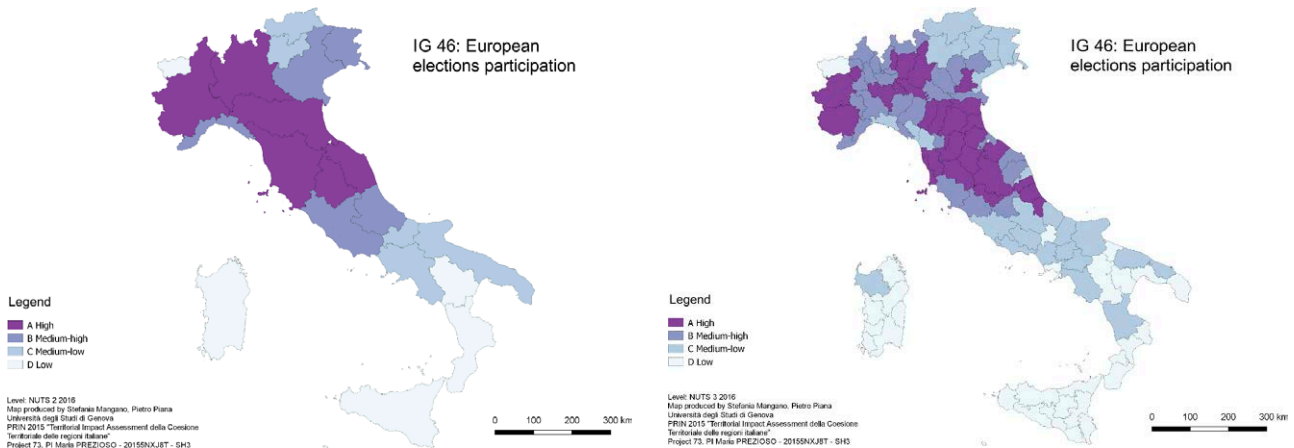 IG 46: European
elections participation
Legend
A High
B Medium-high
C Medium-low
D Low
Level: NUTS 2 2016
Map produced by Stefania Mangano, Pietro Piana
Università degli Studi di Genova
PRIN 2015 "Territorial Impact Assessment della Coesione
Territoriale delle regioni italiane"
Project 73, PI Maria PREZIOSO - 20155NXJ8T - SH3
0 100 200 300 km
IG 46: European
elections participation
Legend
A High
B Medium-high
C Medium-low
D Low
Level: NUTS 3 2016
Map produced by Stefania Mangano, Pietro Piana
Università degli Studi di Genova
PRIN 2015 "Territorial Impact Assessment della Coesione
Territoriale delle regioni italiane"
Project 73, PI Maria PREZIOSO - 20155NXJ8T - SH3
0 100 200 300 km